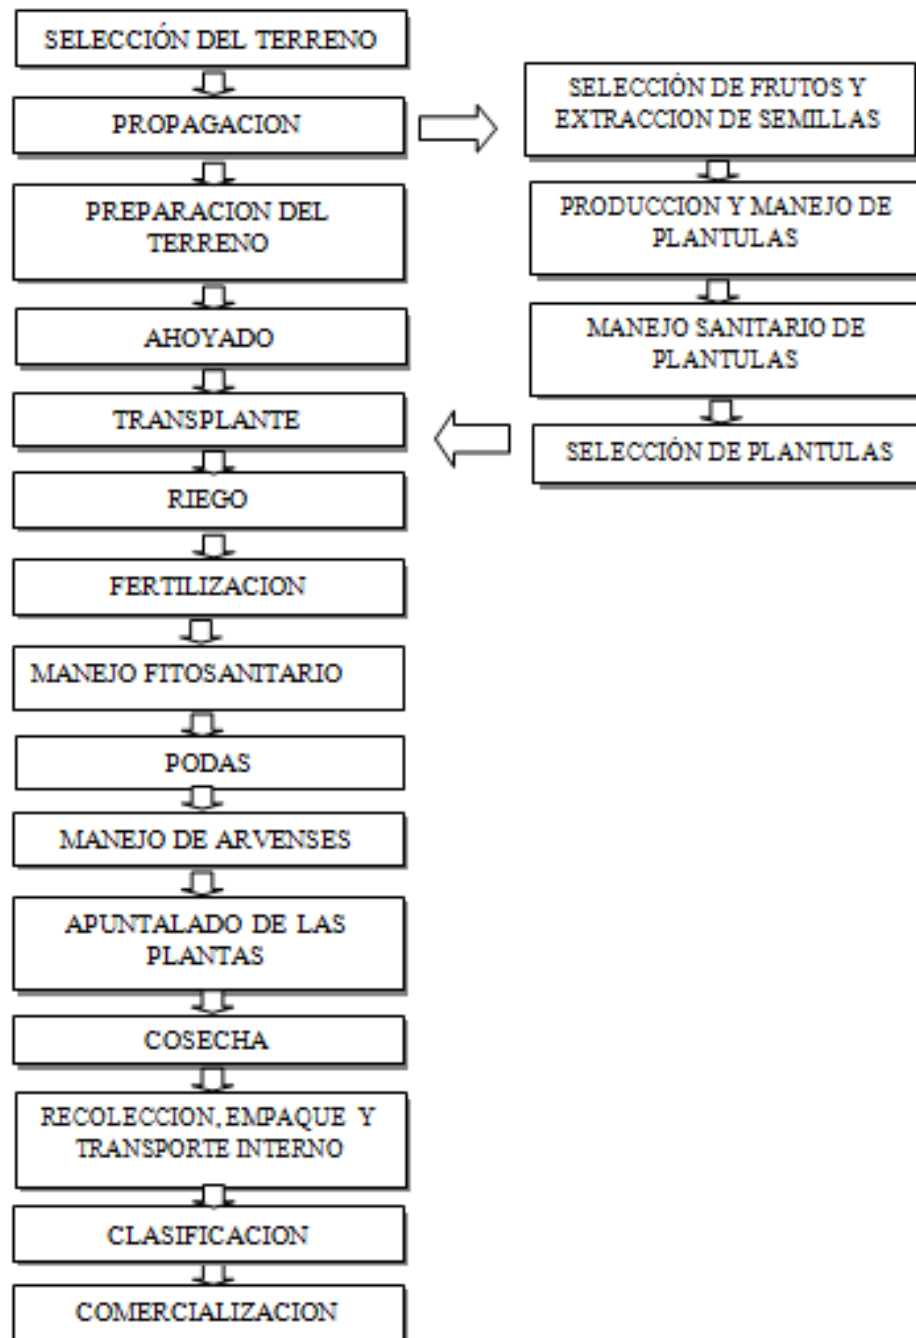 SELECCIÓN DEL TERRENO
PROPAGACION
PREPARACION DEL
TERRENO
AHOYADO
TRANSPLANTE
RIEGO
FERTILIZACION
MANEJO FITOSANITARIO
PODAS
MANEJO DE ARVENSES
APUNTALADO DE LAS
PLANTAS
COSECHA
RECOLECCION, EMPAQUE Y
TRANSPORTE INTERNO
CLASIFICACION
COMERCIALIZACION
SELECCIÓN DE FRUTOS Y
EXTRACCION DE SEMILLAS
PRODUCCION Y MANEJO DE
PLANTULAS
MANEJO SANITARIO DE
PLANTULAS
SELECCIÓN DE PLANTULAS